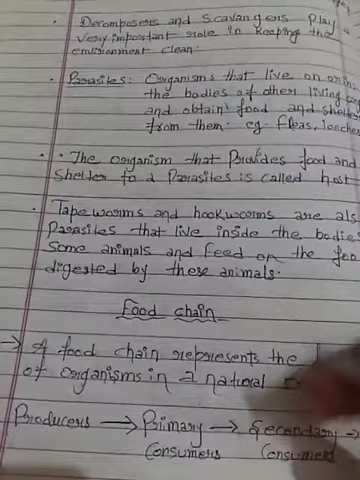 • Decomposers and Scavangers Play
very important role in keeping the
environment clean.
• Parasites: Organisms that live on or in
the bodies of other living
and obtain food and shelter
from them. eg. Fleas, leeches
• The organism that Provides food and
shelter to a Parasites is called host
• Tapeworms and hookworms are als
Parasites that live inside the bodies
some animals and feed on the foo
digested by these animals.
Food chain
→ A food chain represents the
of organisms in a natural
Producers → Primary → Secondary →
Consumers Consumers